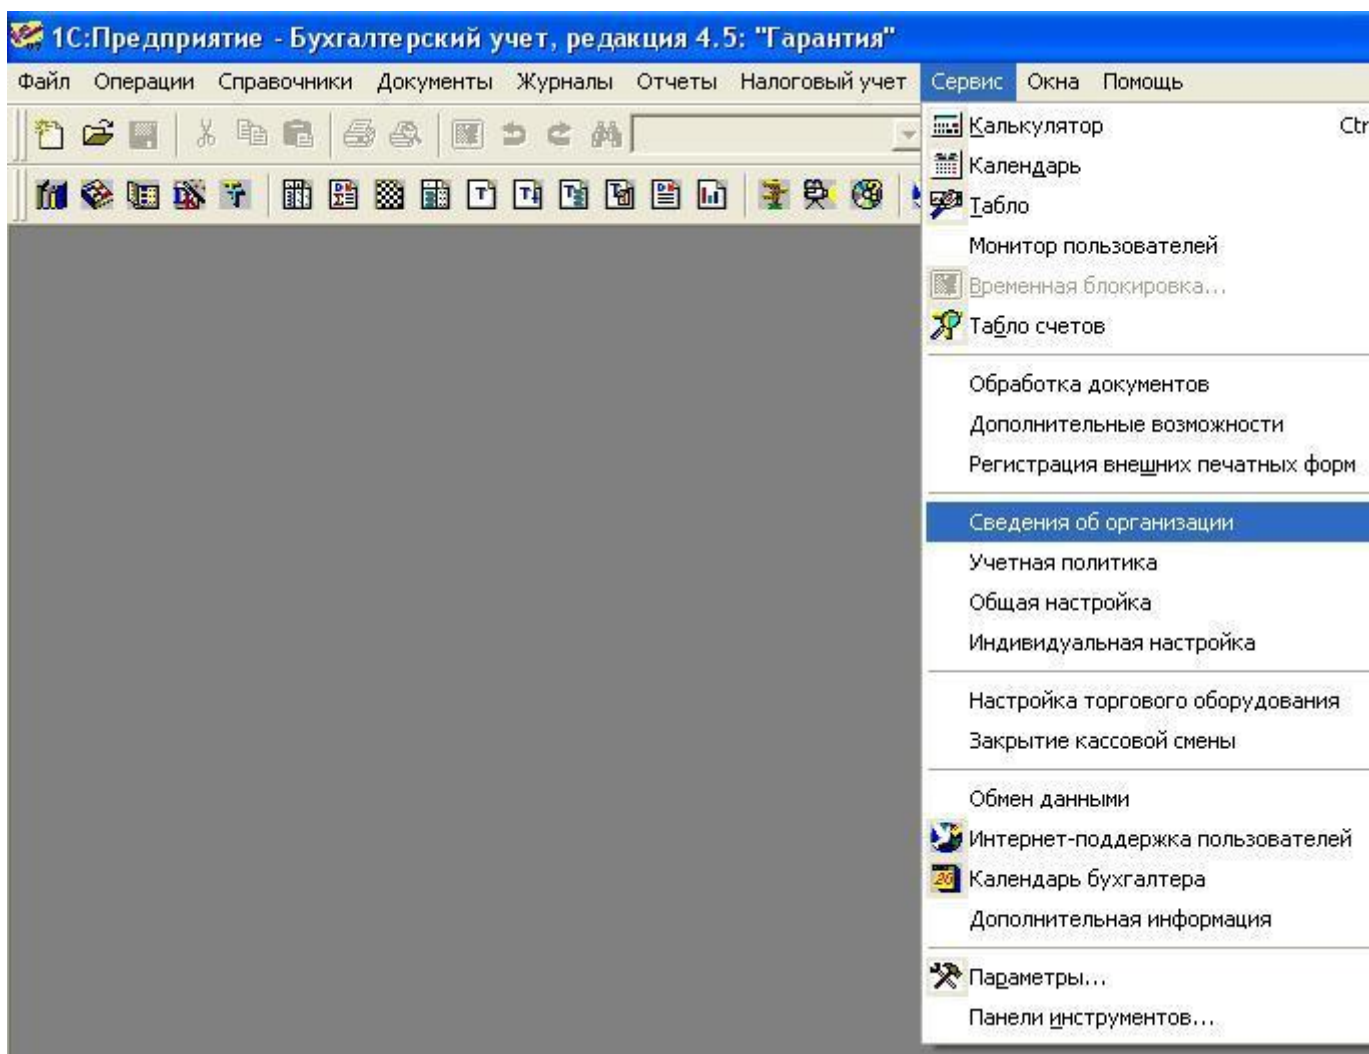 1С:Предприятие - Бухгалтерский учет, редакция 4.5: "Гарантия"
Файл Операции Справочники Документы Журналы Отчеты Налоговый учет Сервис Окна Помощь
Калькулятор Ctr
Календарь
Табло
Монитор пользователей
Временная блокировка...
Табло счетов
Обработка документов
Дополнительные возможности
Регистрация внешних печатных форм
Сведения об организации
Учетная политика
Общая настройка
Индивидуальная настройка
Настройка торгового оборудования
Закрытие кассовой смены
Обмен данными
Интернет-поддержка пользователей
Календарь бухгалтера
Дополнительная информация
Параметры...
Панели инструментов...